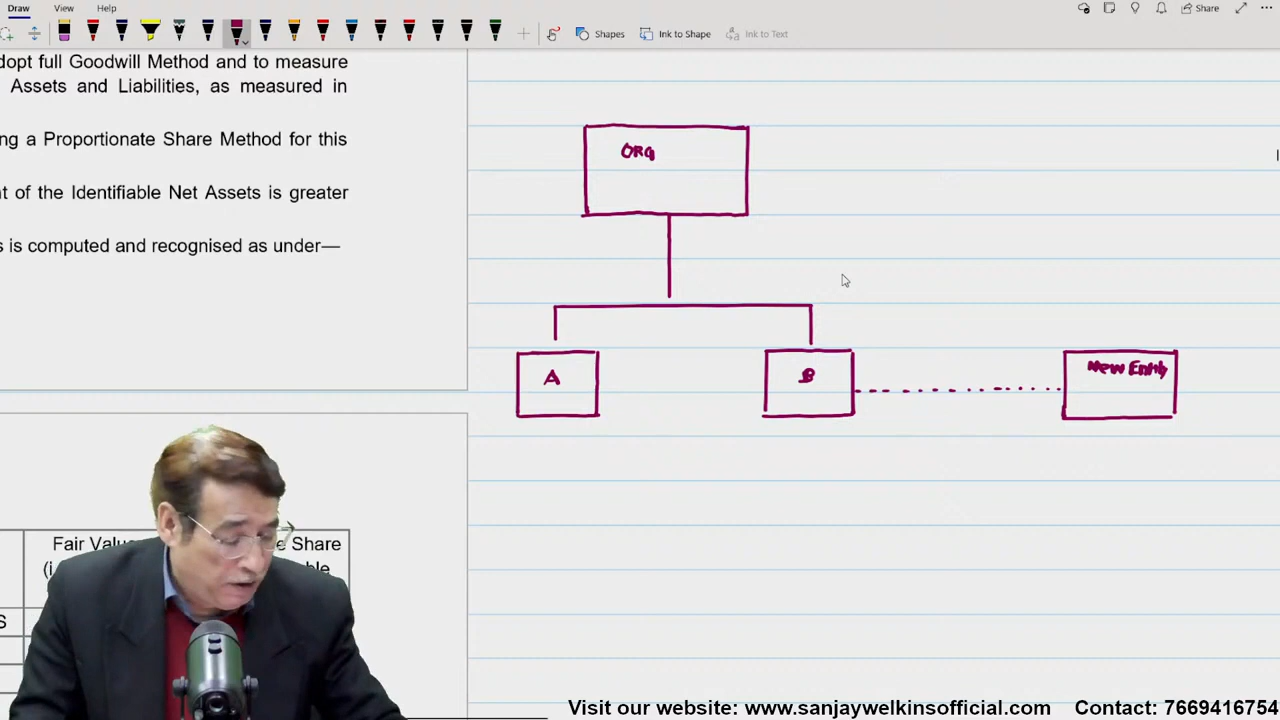 Draw View Help
Share
Shapes Ink to Shape Ink to Text
dopt full Goodwill Method and to measure
Assets and Liabilities, as measured in
ng a Proportionate Share Method for this
nt of the Identifiable Net Assets is greater
s is computed and recognised as under—
ORG
A
B
New Entity
Fair Valu Share
(i. able
S
Visit our website: www.sanjaywelkinsofficial.com Contact: 7669416754